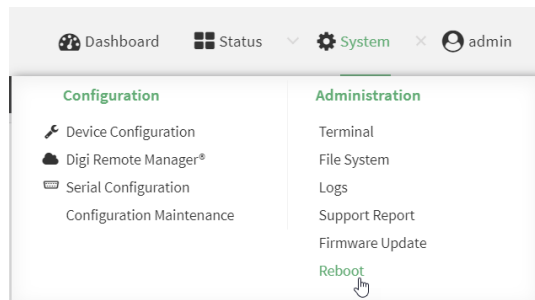 Dashboard Status System admin
Configuration
Device Configuration
Digi Remote Manager®
Serial Configuration
Configuration Maintenance
Administration
Terminal
File System
Logs
Support Report
Firmware Update
Reboot